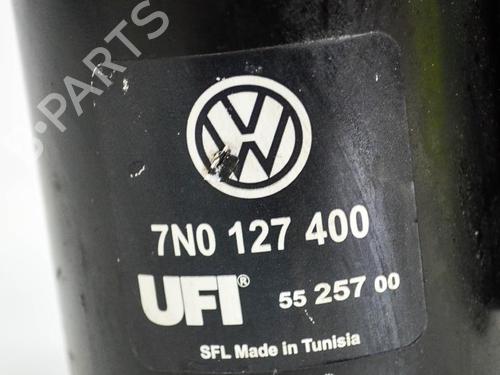 B-PARTS
VW
7N0 127 400
UFI® 55 257 00
SFL Made in Tunisia